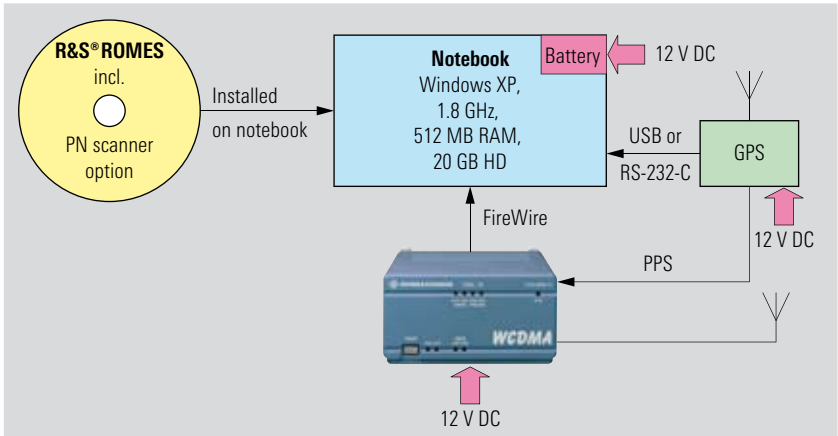 R&S®ROMES
incl.
PN scanner
option
Installed
on notebook
Notebook
Windows XP,
1.8 GHz,
512 MB RAM,
20 GB HD
Battery
12 V DC
USB or
RS-232-C
GPS
12 V DC
FireWire
PPS
WCDMA
12 V DC